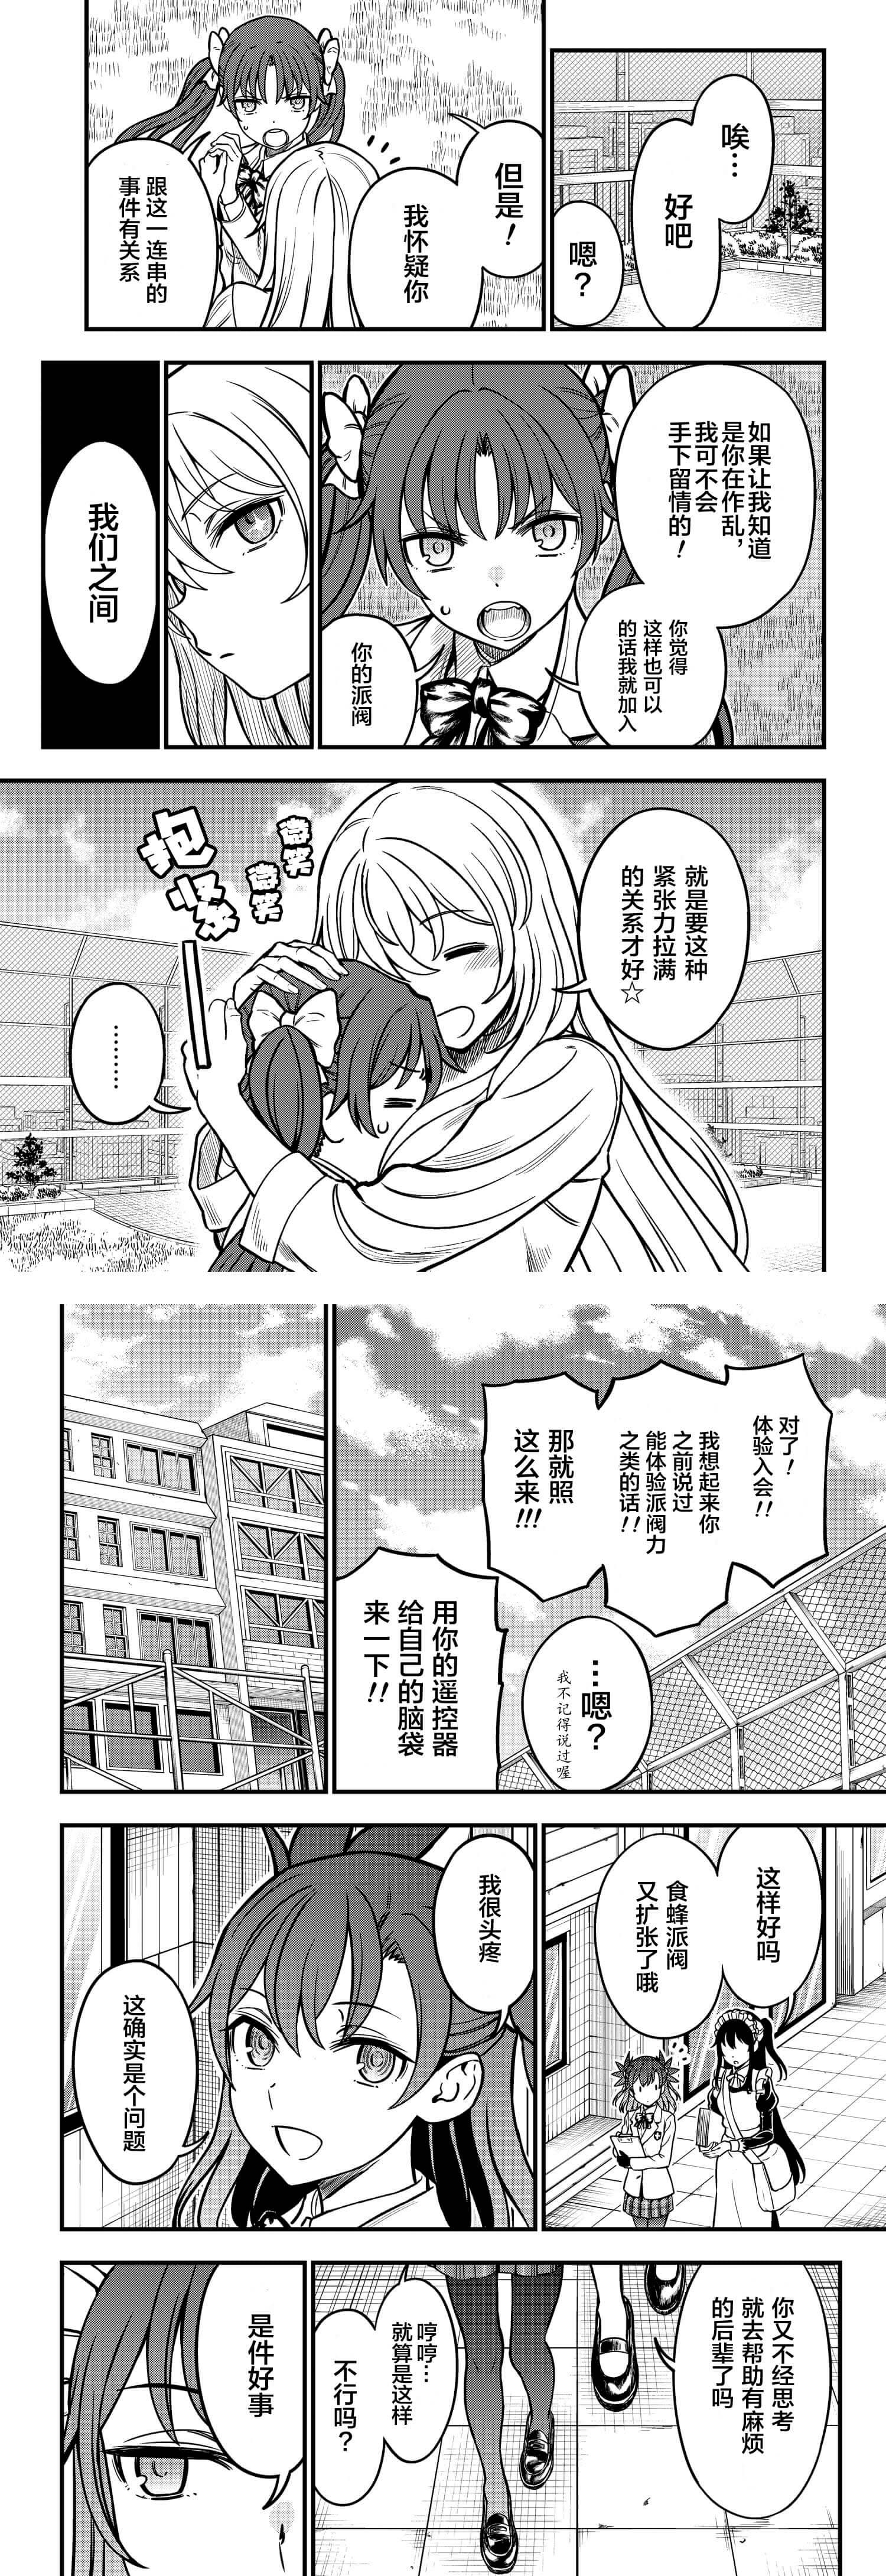 唉…
好吧
嗯？
但是！
我怀疑你
跟这一连串的
事件有关系
如果让我知道
是你在作乱，
我可不会
手下留情的！
你觉得
这样也可以
的话我就加入
你的派阀
我们之间
就是要这种
紧张力拉满
的关系才好
☆
微笑
微笑
抱紧
………
对了！
体验入会！！
我想起来你
之前说过
能体验派阀力
之类的话！！
那就照
这么来！！！
…嗯？
我不记得说过喔
用你的遥控器
给自己的脑袋
来一下！！
这样好吗
食蜂派阀
又扩张了哦
我很头疼
这确实是个问题
你又不经思考
就去帮助有麻烦
的后辈了吗
哼哼…
就算是这样
不行吗？
是件好事